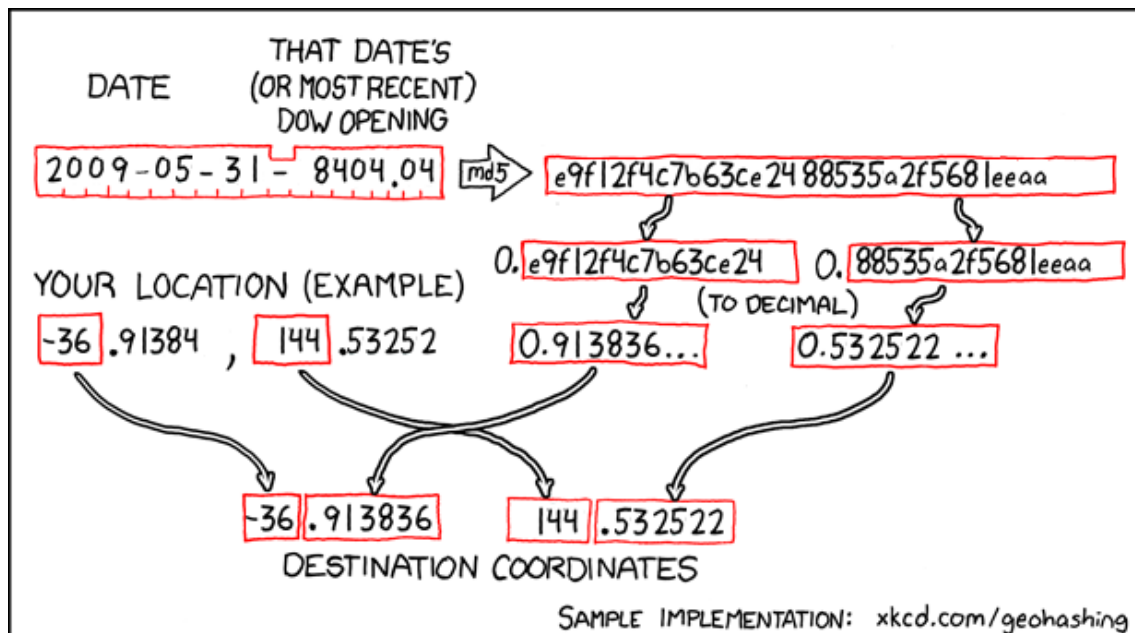 DATE
THAT DATE'S
(OR MOST RECENT)
DOW OPENING
2009-05-31-8404.04
md5
e9f12f4c7b63ce2488535a2f5681eeaa
0.e9f12f4c7b63ce24
0.88535a2f5681eeaa
YOUR LOCATION (EXAMPLE)
(TO DECIMAL)
-36.91384, 144.53252
0.913836...
0.532522...
-36.913836
144.532522
DESTINATION COORDINATES
SAMPLE IMPLEMENTATION: xkcd.com/geohashing